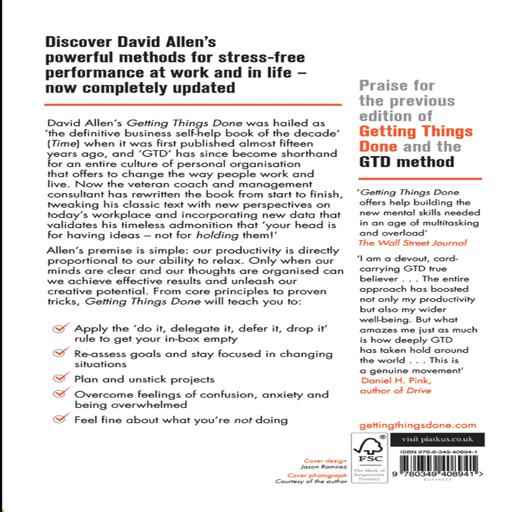 Discover David Allen's
powerful methods for stress-free
performance at work and in life –
now completely updated
David Allen's Getting Things Done was hailed as
'the definitive business self-help book of the decade'
(Time) when it was first published almost fifteen
years ago, and 'GTD' has since become shorthand
for an entire culture of personal organisation
that offers to change the way people work and
live. Now the veteran coach and management
consultant has rewritten the book from start to finish,
tweaking his classic text with new perspectives on
today's workplace and incorporating new data that
validates his timeless admonition that 'your head is
for having ideas – not for holding them!'
Allen's premise is simple: our productivity is directly
proportional to our ability to relax. Only when our
minds are clear and our thoughts are organised can
we achieve effective results and unleash our
creative potential. From core principles to proven
tricks, Getting Things Done will teach you to:
Apply the 'do it, delegate it, defer it, drop it'
rule to get your in-box empty
Re-assess goals and stay focused in changing
situations
Plan and unstick projects
Overcome feelings of confusion, anxiety and
being overwhelmed
Feel fine about what you're not doing
Praise for
the previous
edition of
Getting Things
Done and the
GTD method
'Getting Things Done
offers help building the
new mental skills needed
in an age of multitasking
and overload'
The Wall Street Journal
'I am a devout, card-
carrying GTD true
believer . . . The entire
approach has boosted
not only my productivity
but also my wider
well-being. But what
amazes me just as much
is how deeply GTD
has taken hold around
the world . . . This is
a genuine movement'
Daniel H. Pink,
author of Drive
gettingthingsdone.com
Cover design
Jason Ramirez
Cover photograph
Courtesy of the author
FSC
The Mark of
Responsible
Forestry
visit piatkus.co.uk
ISBN 978-0-349-40894-1
9 780349 408941 >
BUSINESS